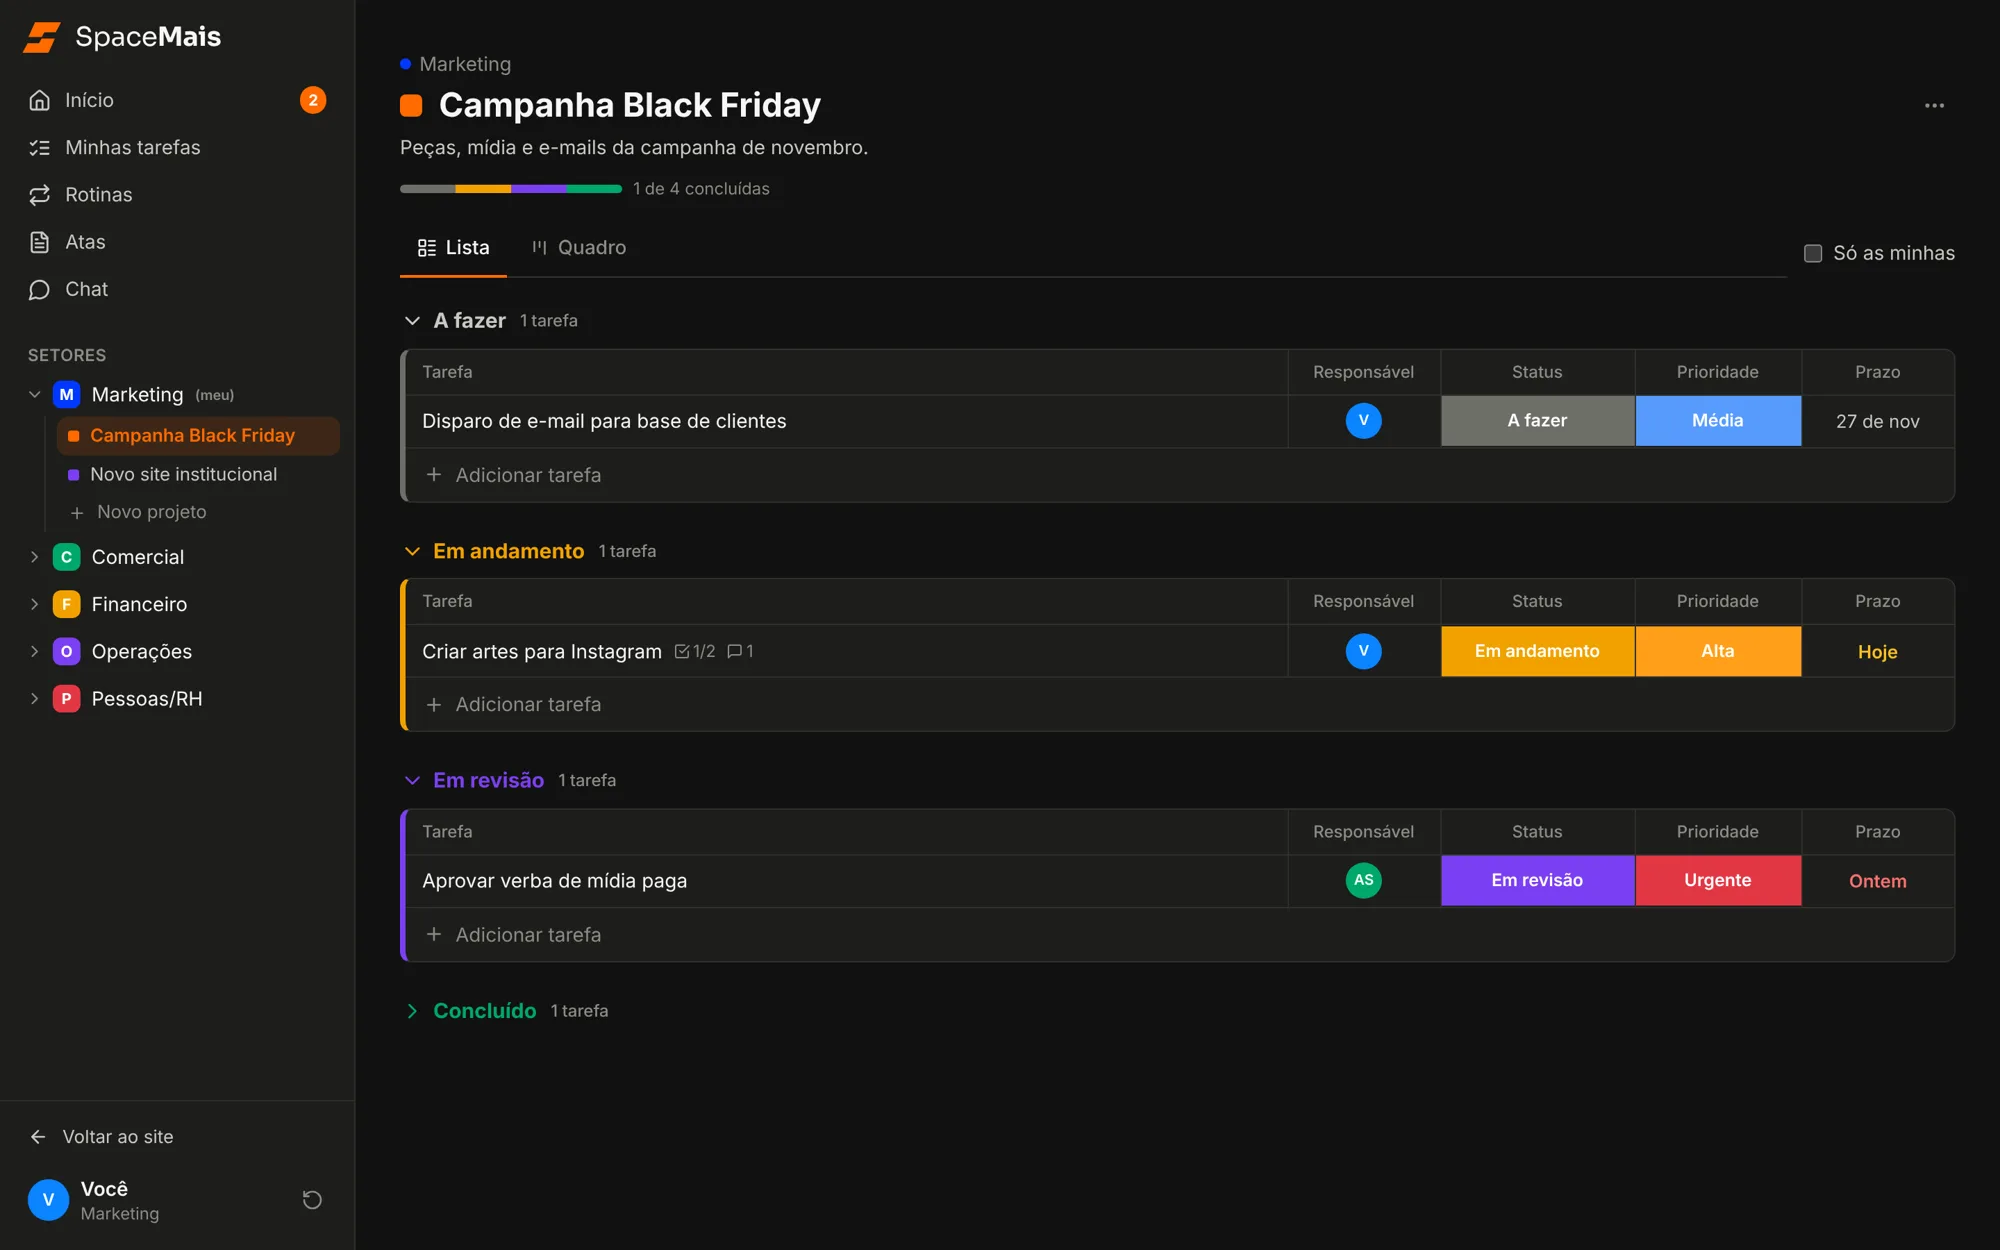 SpaceMais
Início 2
Minhas tarefas
Rotinas
Atas
Chat
SETORES
M Marketing (meu)
Campanha Black Friday
Novo site institucional
+ Novo projeto
C Comercial
F Financeiro
O Operações
P Pessoas/RH
Voltar ao site
V Você
Marketing
Marketing
Campanha Black Friday
Peças, mídia e e-mails da campanha de novembro.
1 de 4 concluídas
Lista Quadro Só as minhas
A fazer 1 tarefa
Tarefa Responsável Status Prioridade Prazo
Disparo de e-mail para base de clientes V A fazer Média 27 de nov
+ Adicionar tarefa
Em andamento 1 tarefa
Tarefa Responsável Status Prioridade Prazo
Criar artes para Instagram 1/2 1 V Em andamento Alta Hoje
+ Adicionar tarefa
Em revisão 1 tarefa
Tarefa Responsável Status Prioridade Prazo
Aprovar verba de mídia paga AS Em revisão Urgente Ontem
+ Adicionar tarefa
Concluído 1 tarefa